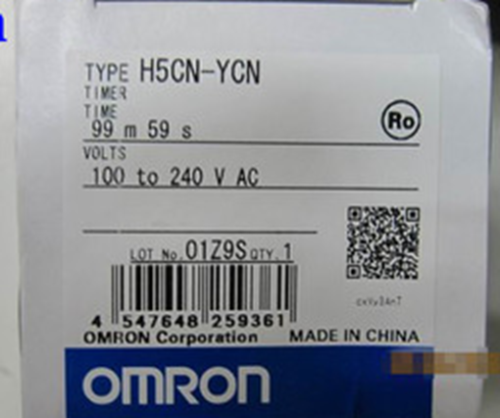 TYPE H5CN-YCN
TIMER
TIME
99 m 59 s
Ro
VOLTS
100 to 240 V AC
LOT No. 01Z9S QTY. 1
4 547648 259361
OMRON Corporation MADE IN CHINA
OMRON